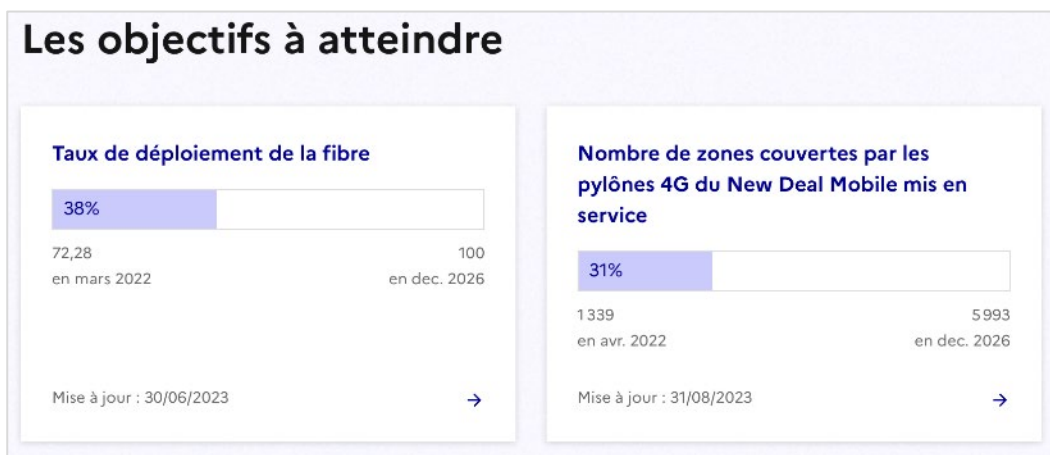 Les objectifs à atteindre
Taux de déploiement de la fibre
38%
72,28
100
en mars 2022
en dec. 2026
Mise à jour : 30/06/2023
Nombre de zones couvertes par les
pylônes 4G du New Deal Mobile mis en
service
31%
1 339
5 993
en avr. 2022
en dec. 2026
Mise à jour : 31/08/2023